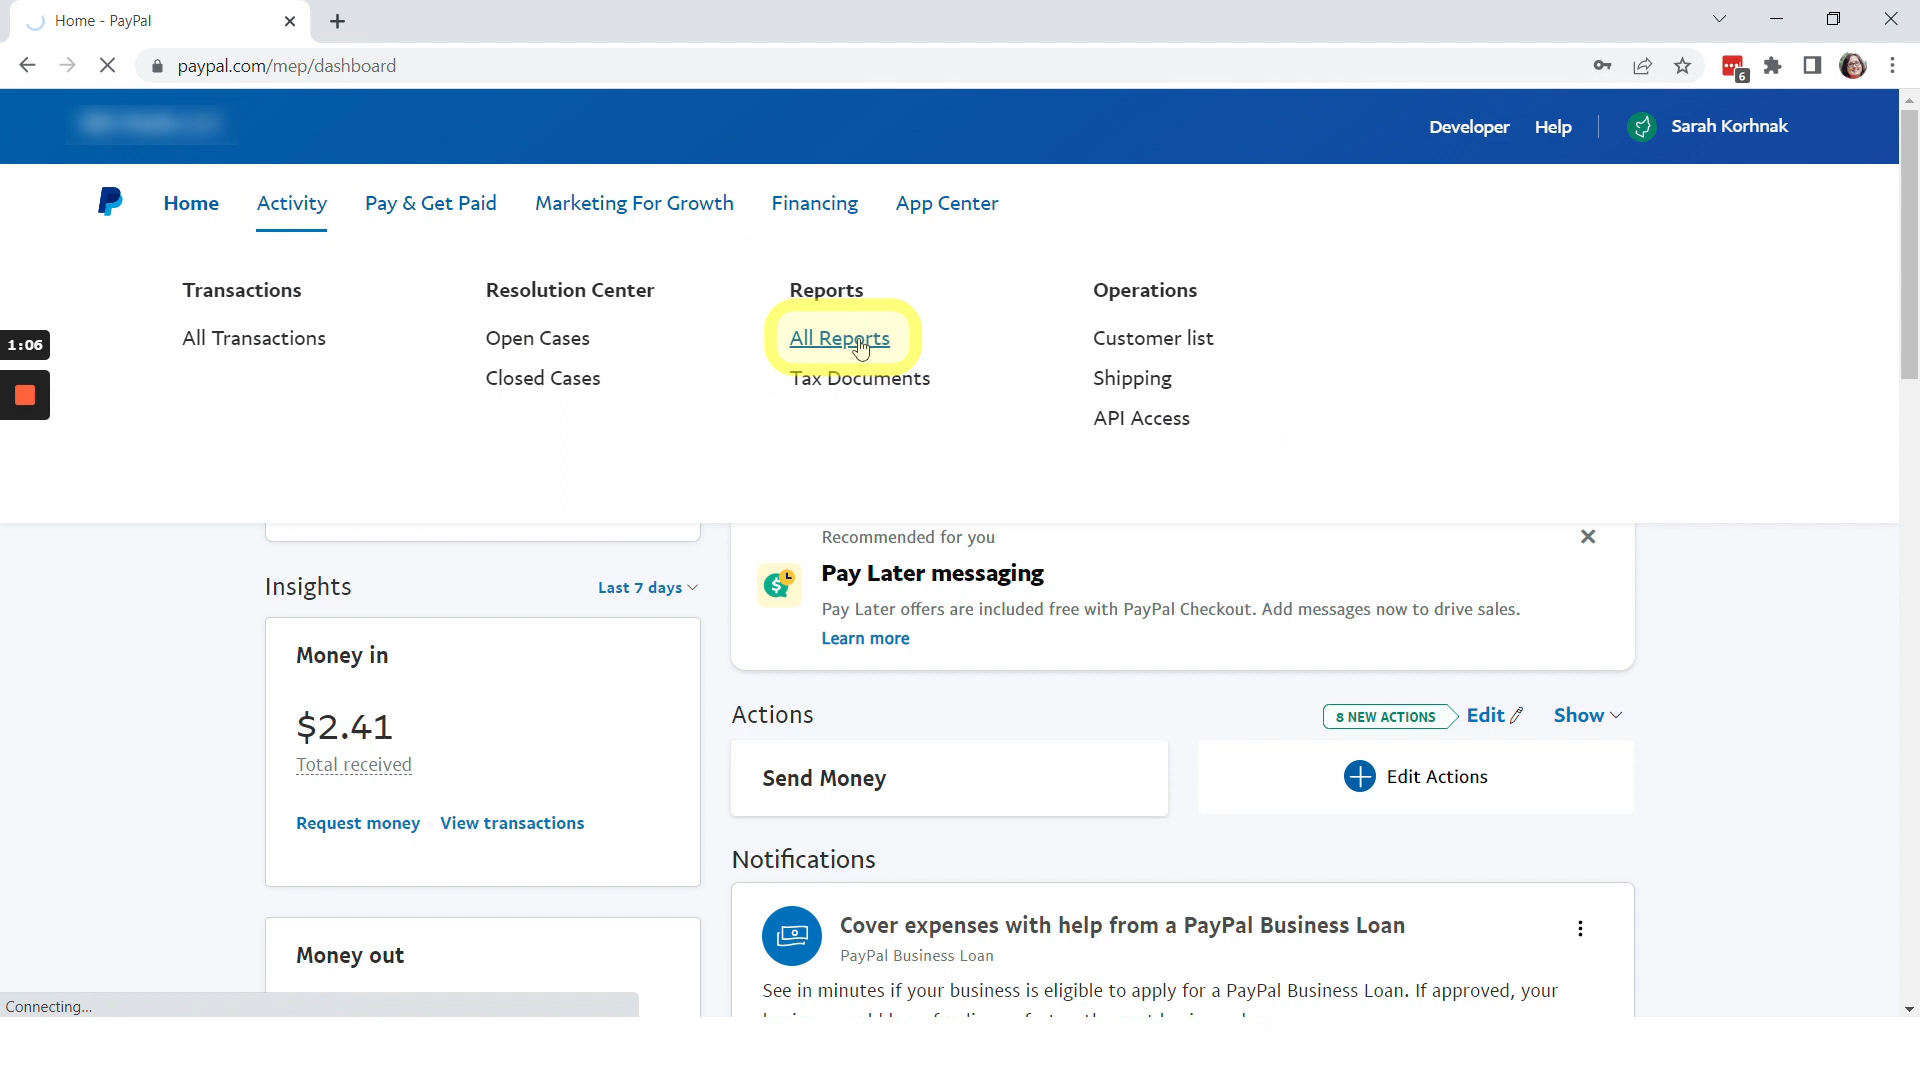 Home - PayPal
paypal.com/mep/dashboard
6
Developer Help Sarah Korhnak
Home Activity Pay & Get Paid Marketing For Growth Financing App Center
Transactions Resolution Center Reports Operations
All Transactions Open Cases All Reports Customer list
1:06
Closed Cases Tax Documents Shipping
API Access
Recommended for you
Insights Last 7 days
Pay Later messaging
Pay Later offers are included free with PayPal Checkout. Add messages now to drive sales.
Learn more
Money in
$2.41
Total received
Request money View transactions
Actions 8 NEW ACTIONS Edit Show
Send Money Edit Actions
Notifications
Cover expenses with help from a PayPal Business Loan
PayPal Business Loan
Money out
See in minutes if your business is eligible to apply for a PayPal Business Loan. If approved, your
Connecting...